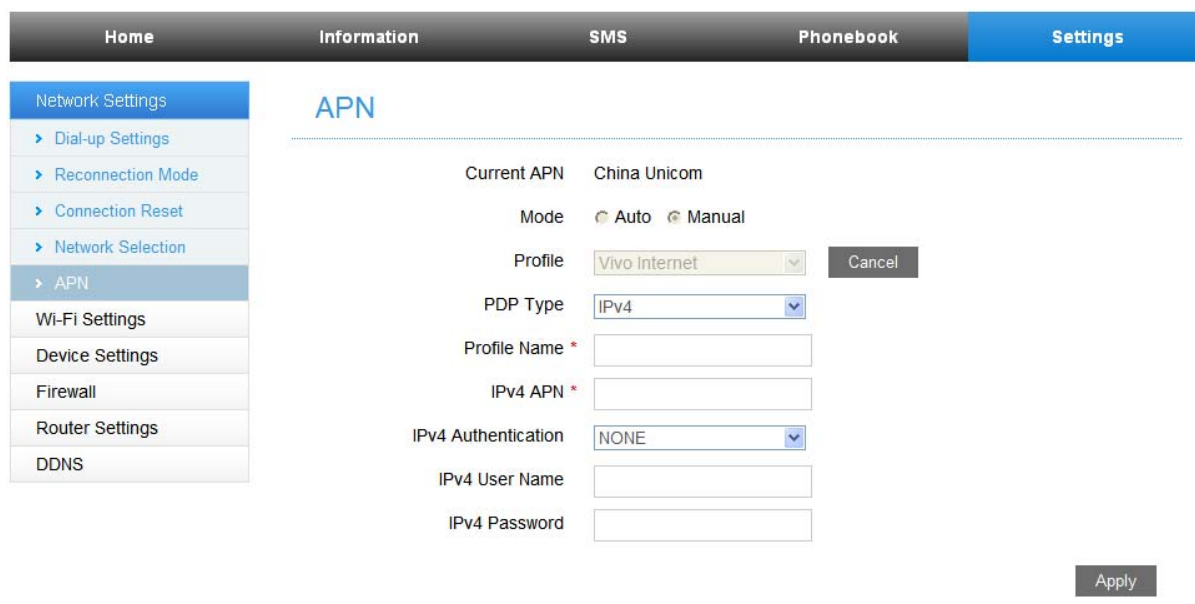 Home Information SMS Phonebook Settings
Network Settings
Dial-up Settings
Reconnection Mode
Connection Reset
Network Selection
APN
Wi-Fi Settings
Device Settings
Firewall
Router Settings
DDNS
APN
Current APN China Unicom
Mode Auto Manual
Profile Vivo Internet Cancel
PDP Type IPv4
Profile Name *
IPv4 APN *
IPv4 Authentication NONE
IPv4 User Name
IPv4 Password
Apply